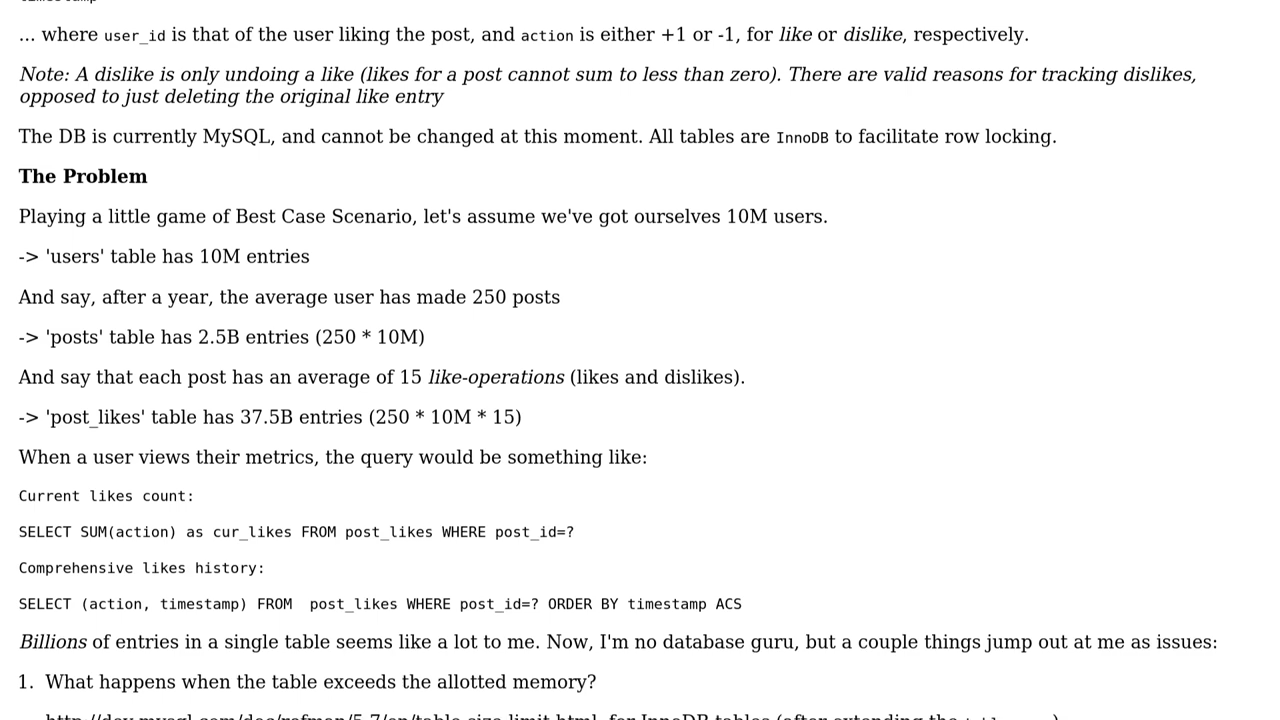 ... where user_id is that of the user liking the post, and action is either +1 or -1, for like or dislike, respectively.
Note: A dislike is only undoing a like (likes for a post cannot sum to less than zero). There are valid reasons for tracking dislikes,
opposed to just deleting the original like entry
The DB is currently MySQL, and cannot be changed at this moment. All tables are InnoDB to facilitate row locking.
The Problem
Playing a little game of Best Case Scenario, let's assume we've got ourselves 10M users.
-> 'users' table has 10M entries
And say, after a year, the average user has made 250 posts
-> 'posts' table has 2.5B entries (250 * 10M)
And say that each post has an average of 15 like-operations (likes and dislikes).
-> 'post_likes' table has 37.5B entries (250 * 10M * 15)
When a user views their metrics, the query would be something like:
Current likes count:
SELECT SUM(action) as cur_likes FROM post_likes WHERE post_id=?
Comprehensive likes history:
SELECT (action, timestamp) FROM  post_likes WHERE post_id=? ORDER BY timestamp ACS
Billions of entries in a single table seems like a lot to me. Now, I'm no database guru, but a couple things jump out at me as issues:
1. What happens when the table exceeds the allotted memory?